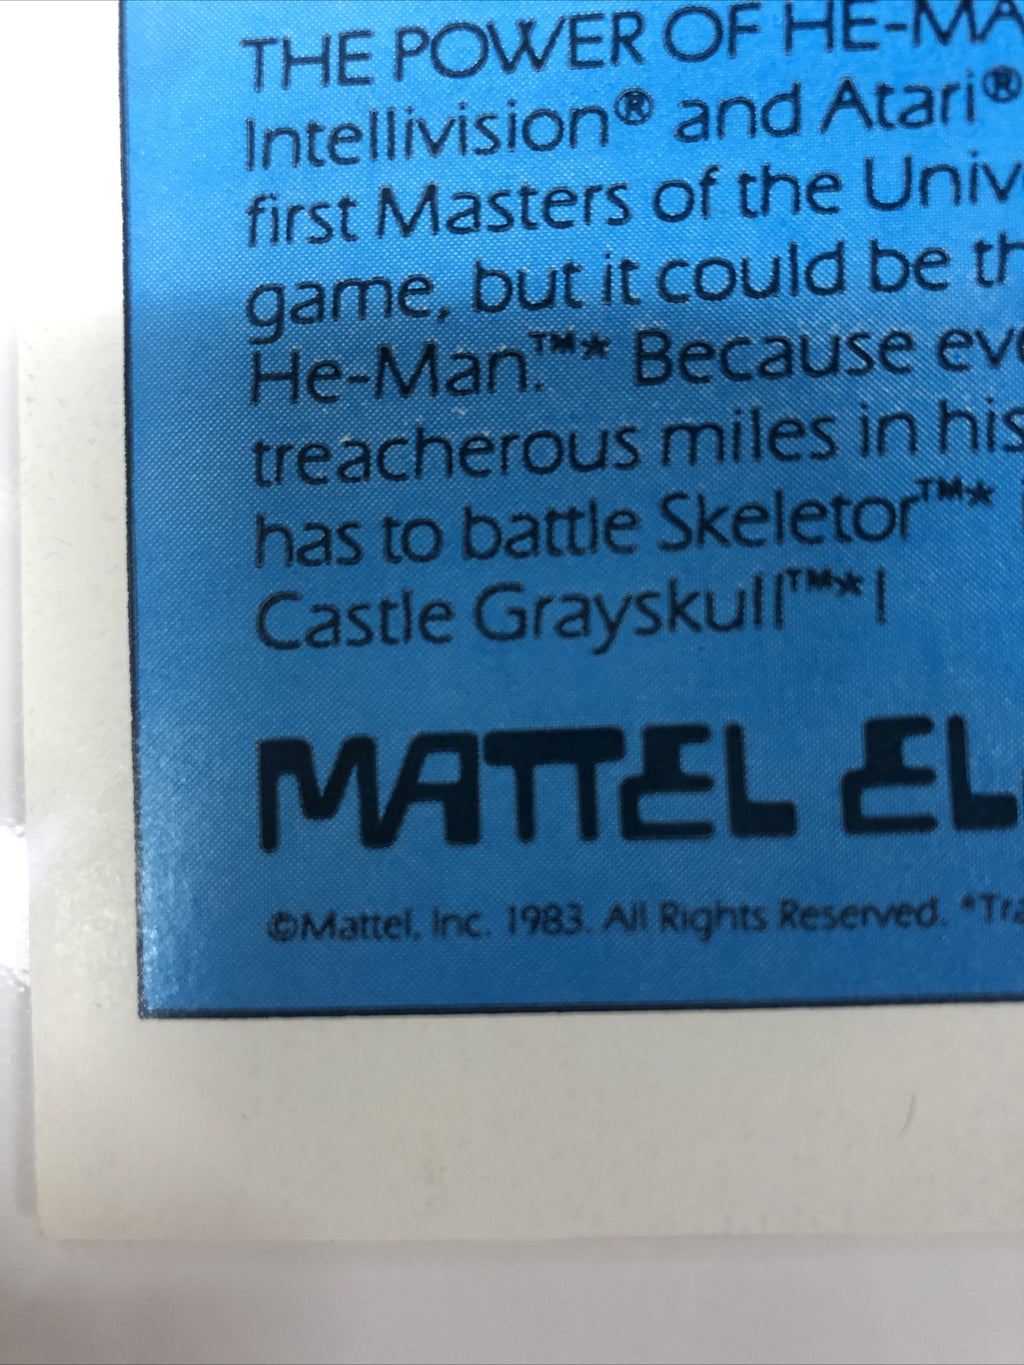 THE POWER OF HE-MA
Intellivision® and Atari®
first Masters of the Univ
game, but it could be th
He-Man.™* Because eve
treacherous miles in his
has to battle Skeletor™*
Castle Grayskull™*!
MATTEL EL
©Mattel, Inc. 1983. All Rights Reserved. *Tra